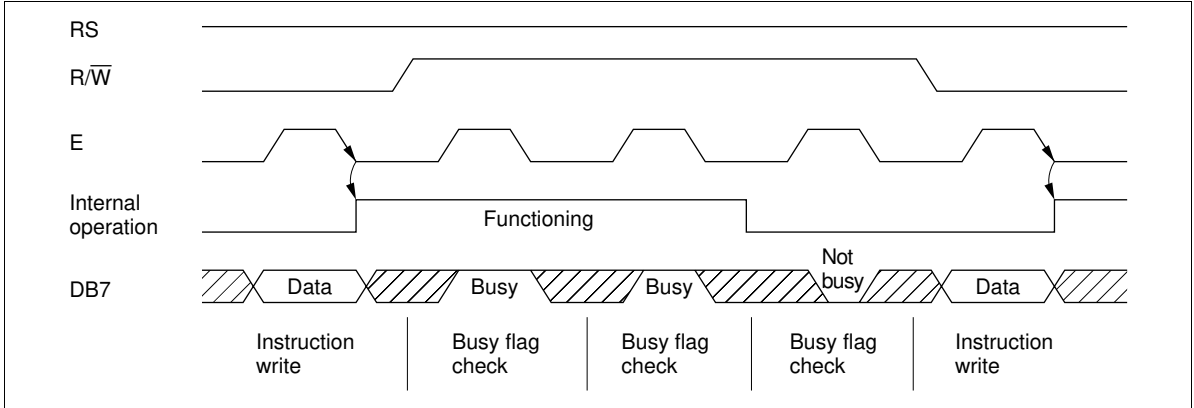 RS
R/W̅
E
Internal
operation
Functioning
DB7
Data
Busy
Busy
Not
busy
Data
Instruction
write
Busy flag
check
Busy flag
check
Busy flag
check
Instruction
write